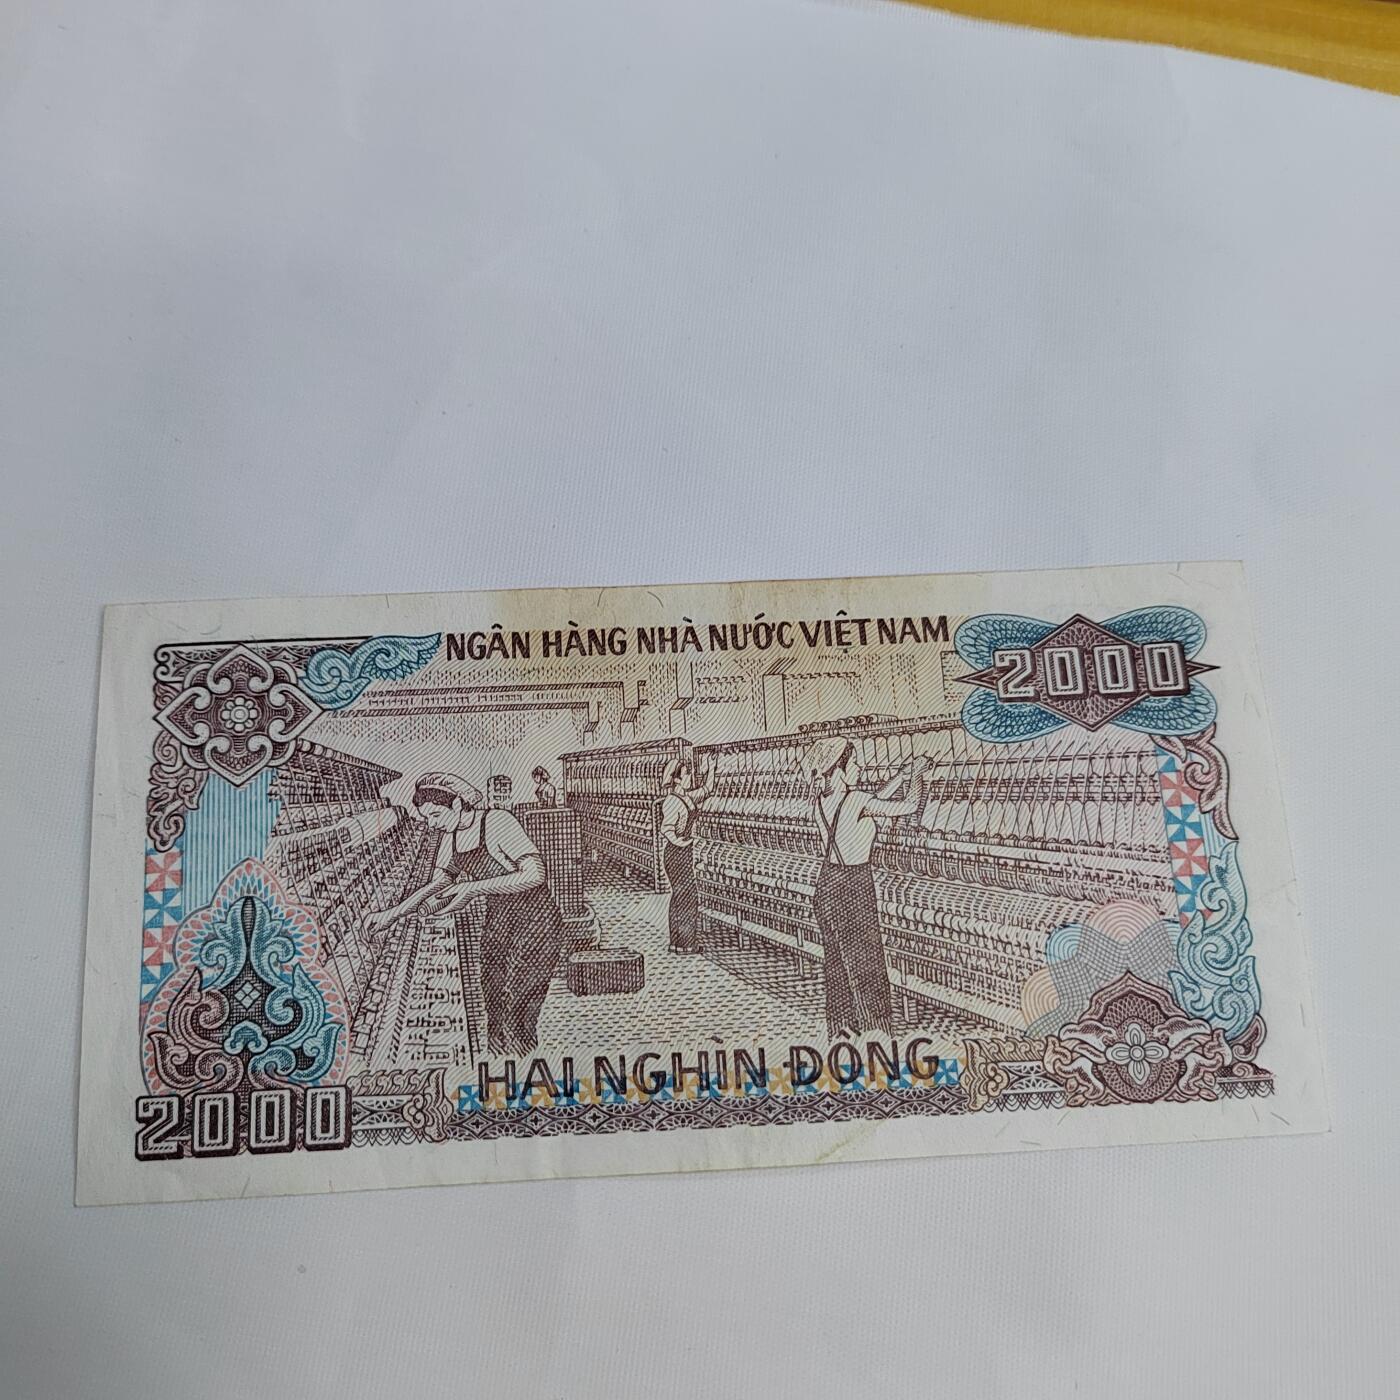 NGÂN HÀNG NHÀ NƯỚC VIỆT NAM
2000
HAI NGHÌN ĐỒNG
2000